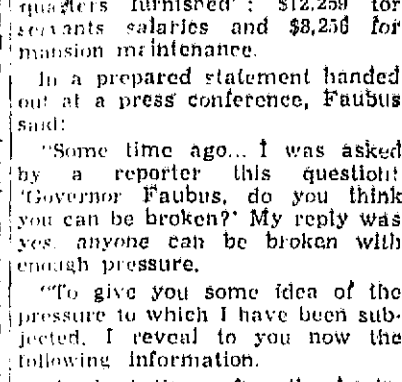 quarters furnished"; $12,259 for
servants salaries and $8,256 for
mansion maintenance.
In a prepared statement handed
out at a press conference, Faubus
said:
"Some time ago... I was asked
by a reporter this question:
'Governor Faubus, do you think
you can be broken?' My reply was
yes, anyone can be broken with
enough pressure.
"To give you some idea of the
pressure to which I have been sub-
jected, I reveal to you now the
following information.